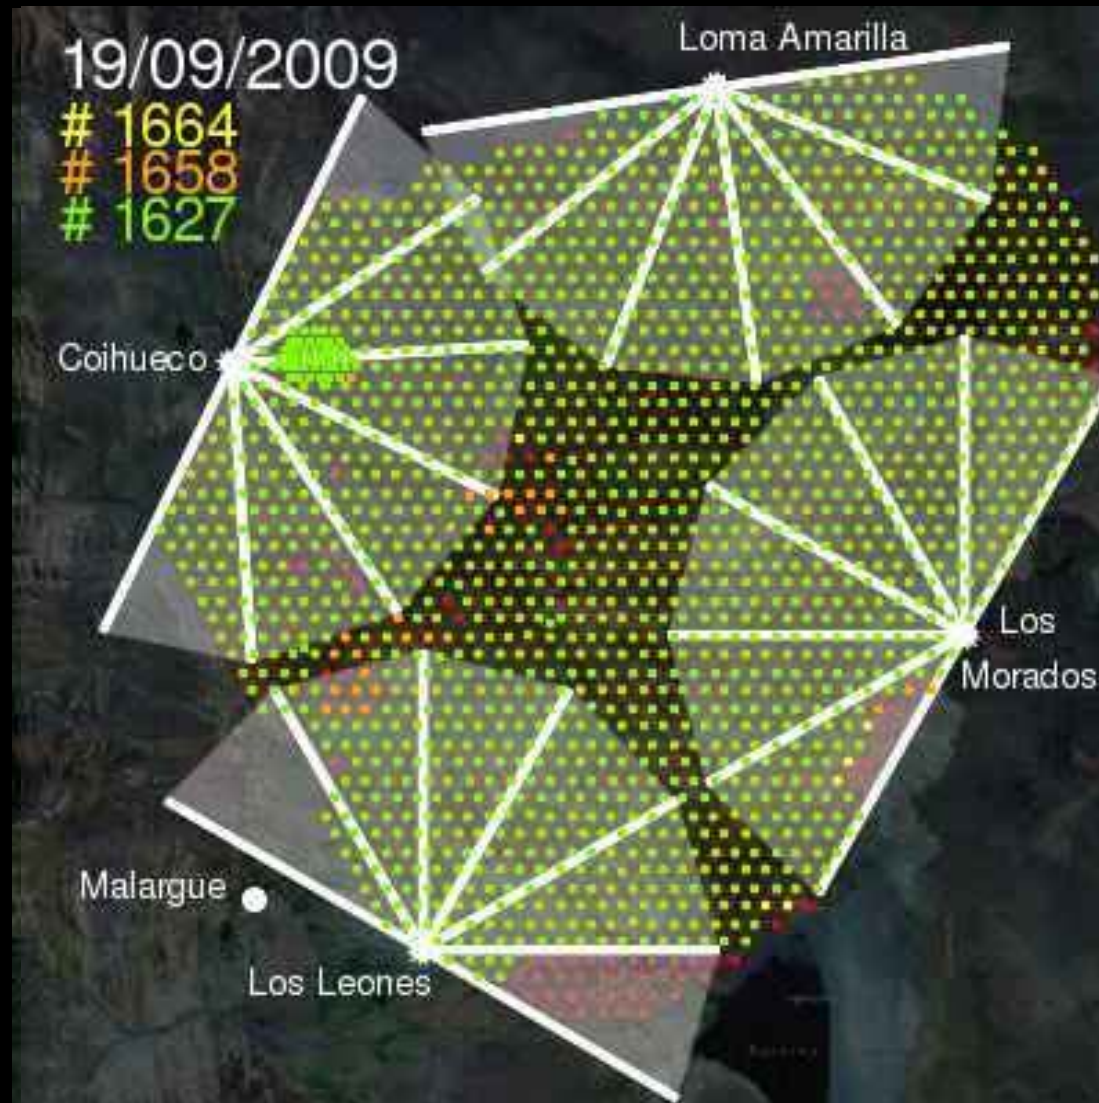 19/09/2009
# 1664
# 1658
# 1627
Loma Amarilla
Coihueco
Los
Morados
Malargue
Los Leones